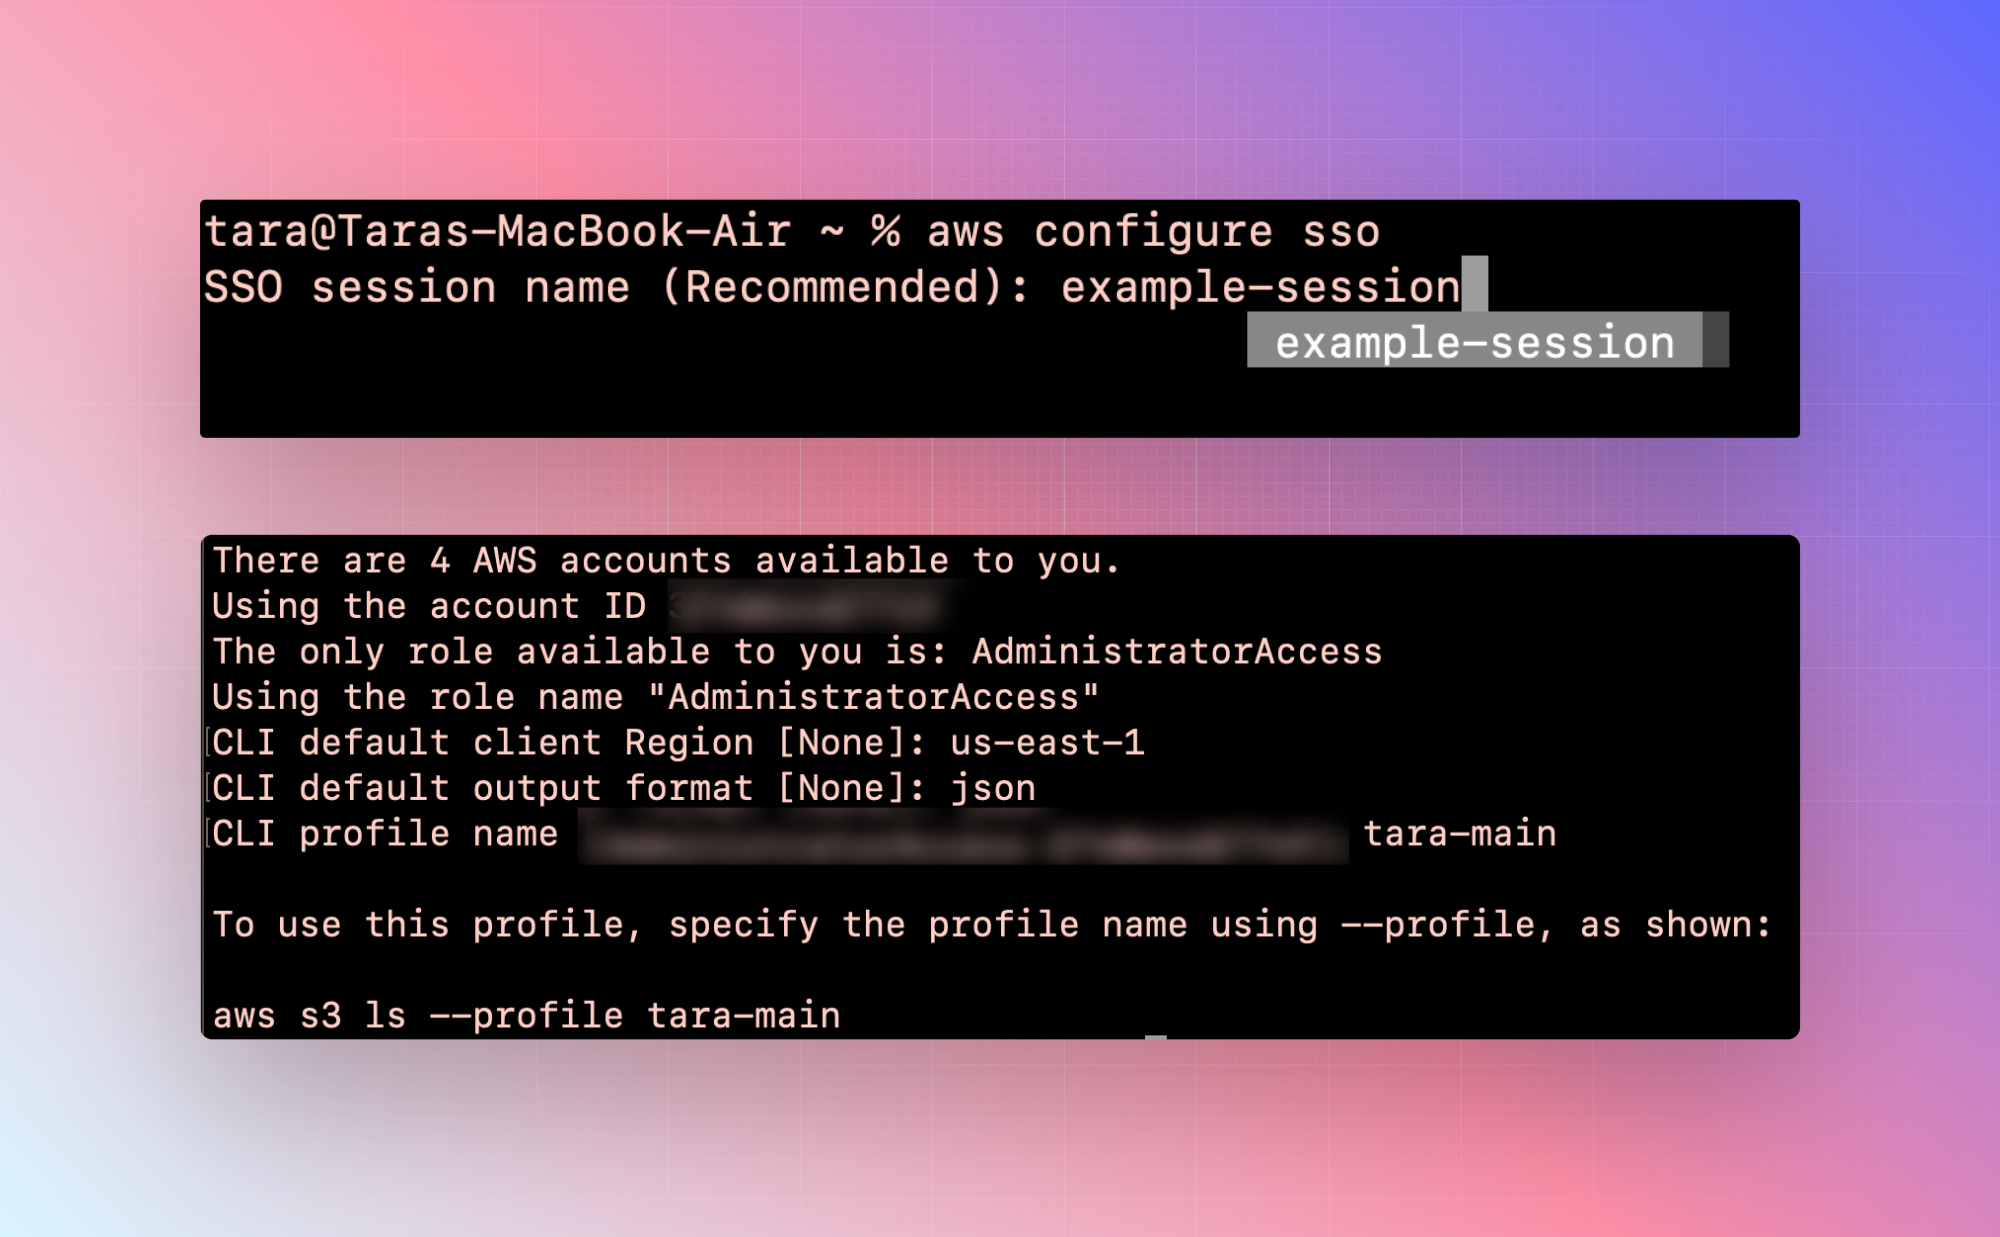 tara@Taras-MacBook-Air ~ % aws configure sso
SSO session name (Recommended): example-session
example-session
There are 4 AWS accounts available to you.
Using the account ID
The only role available to you is: AdministratorAccess
Using the role name "AdministratorAccess"
[CLI default client Region [None]: us-east-1
[CLI default output format [None]: json
[CLI profile name tara-main
To use this profile, specify the profile name using --profile, as shown:
aws s3 ls --profile tara-main